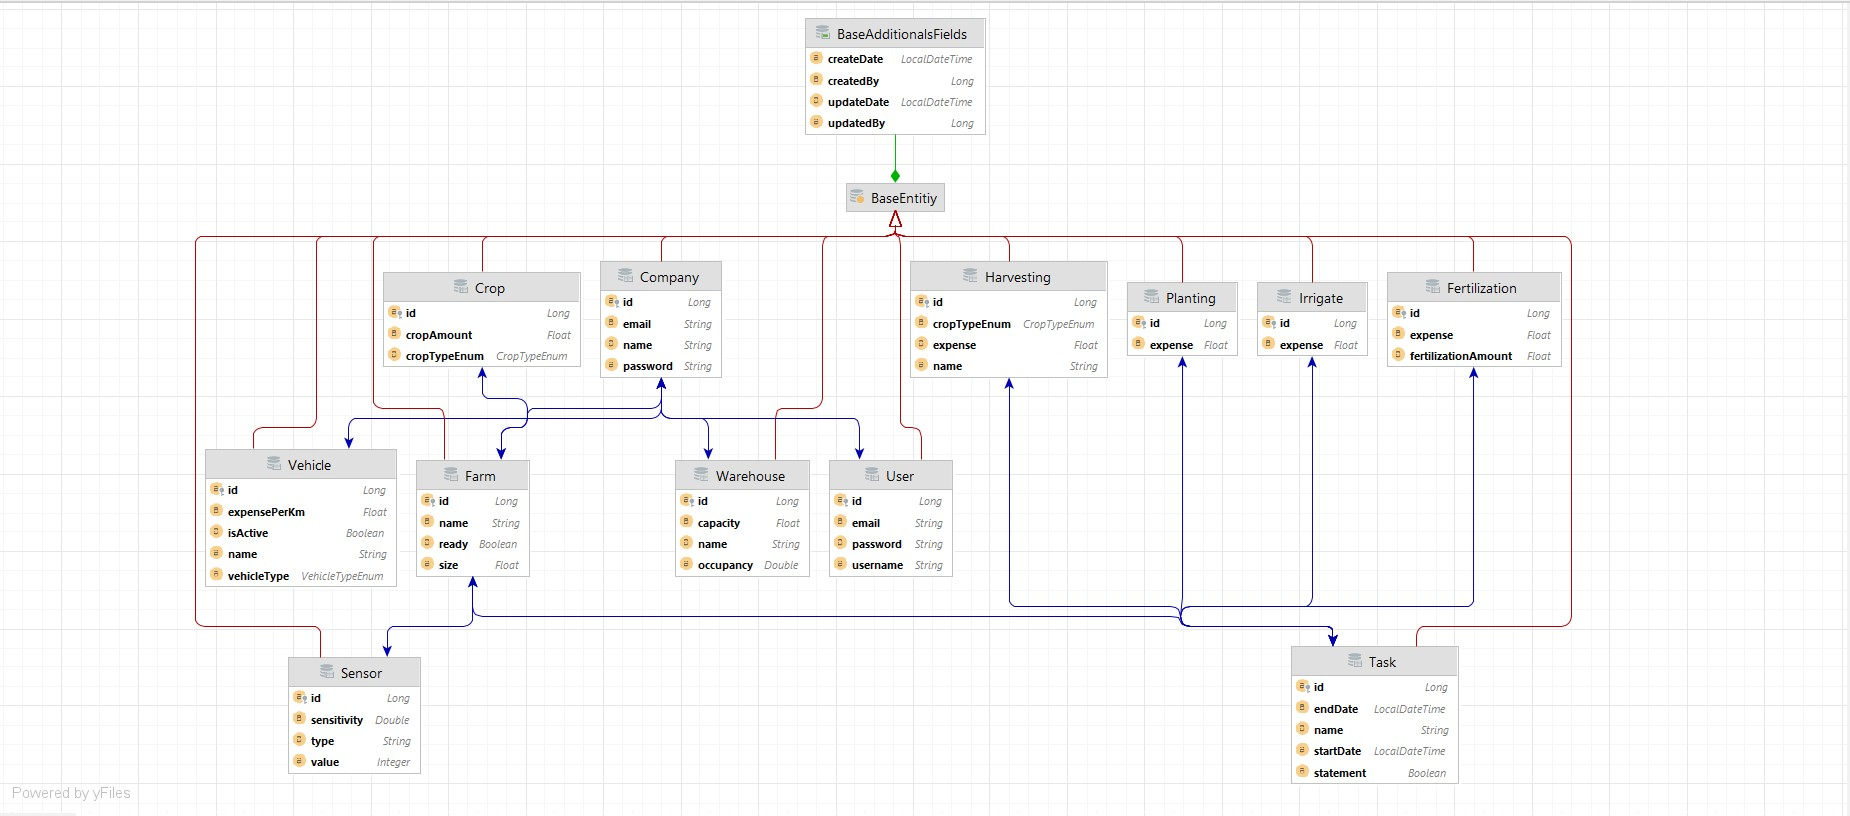 BaseAdditionalsFields
createDate LocalDateTime
createdBy Long
updateDate LocalDateTime
updatedBy Long
BaseEntitiy
Crop
id Long
cropAmount Float
cropTypeEnum CropTypeEnum
Company
id Long
email String
name String
password String
Harvesting
id Long
cropTypeEnum CropTypeEnum
expense Float
name String
Planting
id Long
expense Float
Irrigate
id Long
expense Float
Fertilization
id Long
expense Float
fertilizationAmount Float
Vehicle
id Long
expensePerKm Float
isActive Boolean
name String
vehicleType VehicleTypeEnum
Farm
id Long
name String
ready Boolean
size Float
Warehouse
id Long
capacity Float
name String
occupancy Double
User
id Long
email String
password String
username String
Sensor
id Long
sensitivity Double
type String
value Integer
Task
id Long
endDate LocalDateTime
name String
startDate LocalDateTime
statement Boolean
Powered by yFiles